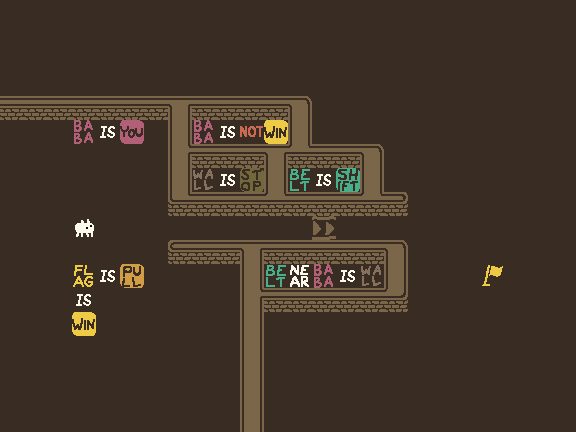 BABA IS YOU
BABA IS NOT WIN
WALL IS STOP
BELT IS SHIFT
FLAG IS PULL
IS
WIN
BELT NEAR BABA IS WALL